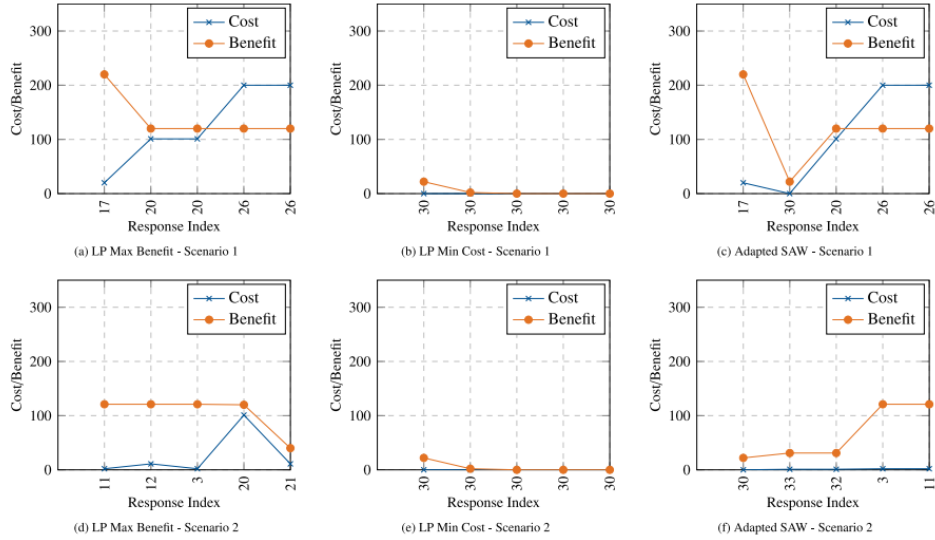 300
200
100
0
Cost/Benefit
Cost
Benefit
17
20
20
26
26
Response Index
(a) LP Max Benefit - Scenario 1
300
200
100
0
Cost/Benefit
Cost
Benefit
30
30
30
30
30
Response Index
(b) LP Min Cost - Scenario 1
300
200
100
0
Cost/Benefit
Cost
Benefit
17
30
20
26
26
Response Index
(c) Adapted SAW - Scenario 1
300
200
100
0
Cost/Benefit
Cost
Benefit
11
12
3
20
21
Response Index
(d) LP Max Benefit - Scenario 2
300
200
100
0
Cost/Benefit
Cost
Benefit
30
30
30
30
30
Response Index
(e) LP Min Cost - Scenario 2
300
200
100
0
Cost/Benefit
Cost
Benefit
30
33
32
3
11
Response Index
(f) Adapted SAW - Scenario 2